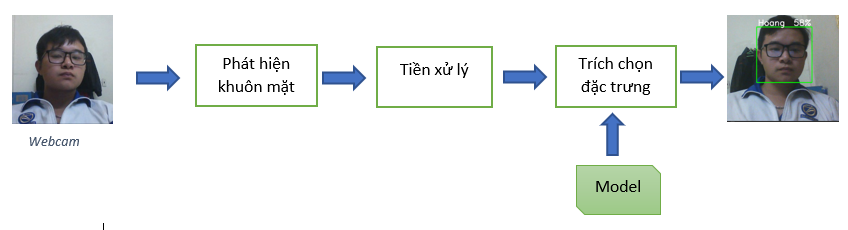 Hoang 58%
Phát hiện
khuôn mặt
Tiền xử lý
Trích chọn
đặc trưng
Webcam
Model